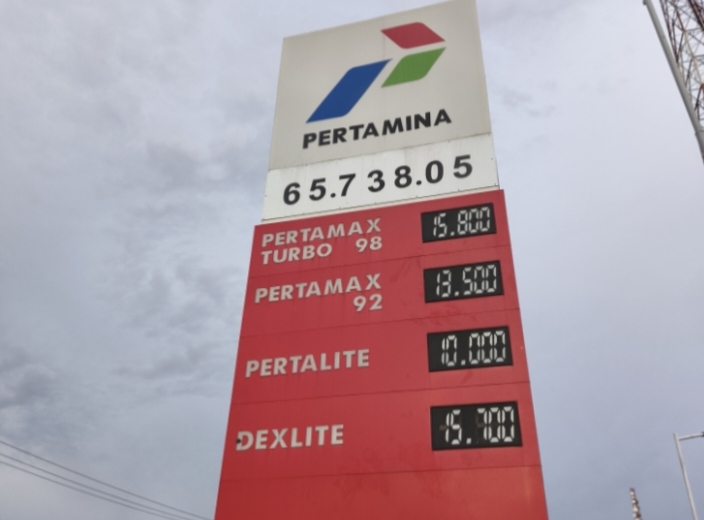 PERTAMINA
65.738.05
PERTAMAX
TURBO 98 15.800
PERTAMAX
92 13.500
PERTALITE 10.000
DEXLITE 15.700